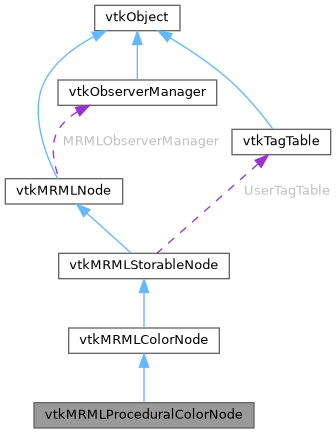 vtkObject
vtkObserverManager
MRMLObserverManager
vtkTagTable
vtkMRMLNode
UserTagTable
vtkMRMLStorableNode
vtkMRMLColorNode
vtkMRMLProceduralColorNode